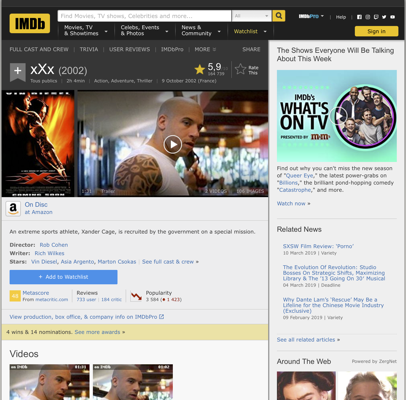 IMDb
Find Movies, TV shows, Celebrities and more...
All
IMDbPro
Help
Movies, TV
& Showtimes
Celebs, Events
& Photos
News &
Community
Watchlist
Sign in
FULL CAST AND CREW | TRIVIA | USER REVIEWS | IMDbPro | MORE
SHARE
xXx (2002)
5,9
Rate
This
Tous publics | 2h 4min | Action, Adventure, Thriller | 9 October 2002 (France)
On Disc
at Amazon
An extreme sports athlete, Xander Cage, is recruited by the government on a special mission.
Director: Rob Cohen
Writer: Rich Wilkes
Stars: Vin Diesel, Asia Argento, Marton Csokas | See full cast & crew »
+ Add to Watchlist
Metascore
From metacritic.com
Reviews
733 user | 184 critic
Popularity
3 584 (1 423)
View production, box office, & company info on IMDbPro
4 wins & 14 nominations. See more awards »
Videos
The Shows Everyone Will Be Talking
About This Week
IMDb's
WHAT'S
ON TV
PRESENTED BY
Find out why you can't miss the new season
of "Queer Eye," the latest power-grabs on
"Billions," the brilliant pond-hopping comedy
"Catastrophe," and more.
Watch now »
Related News
SXSW Film Review: 'Porno'
10 March 2019 | Variety
The Evolution Of Revolution: Studio
Bosses On Strategic Shifts, Maximizing
Library & The '13 Going On 30' Musical
04 March 2019 | Deadline
Why Dante Lam's 'Rescue' May Be a
Lifeline for the Chinese Movie Industry
(Exclusive)
08 February 2019 | Variety
See all related articles »
Around The Web
Powered by ZergNet